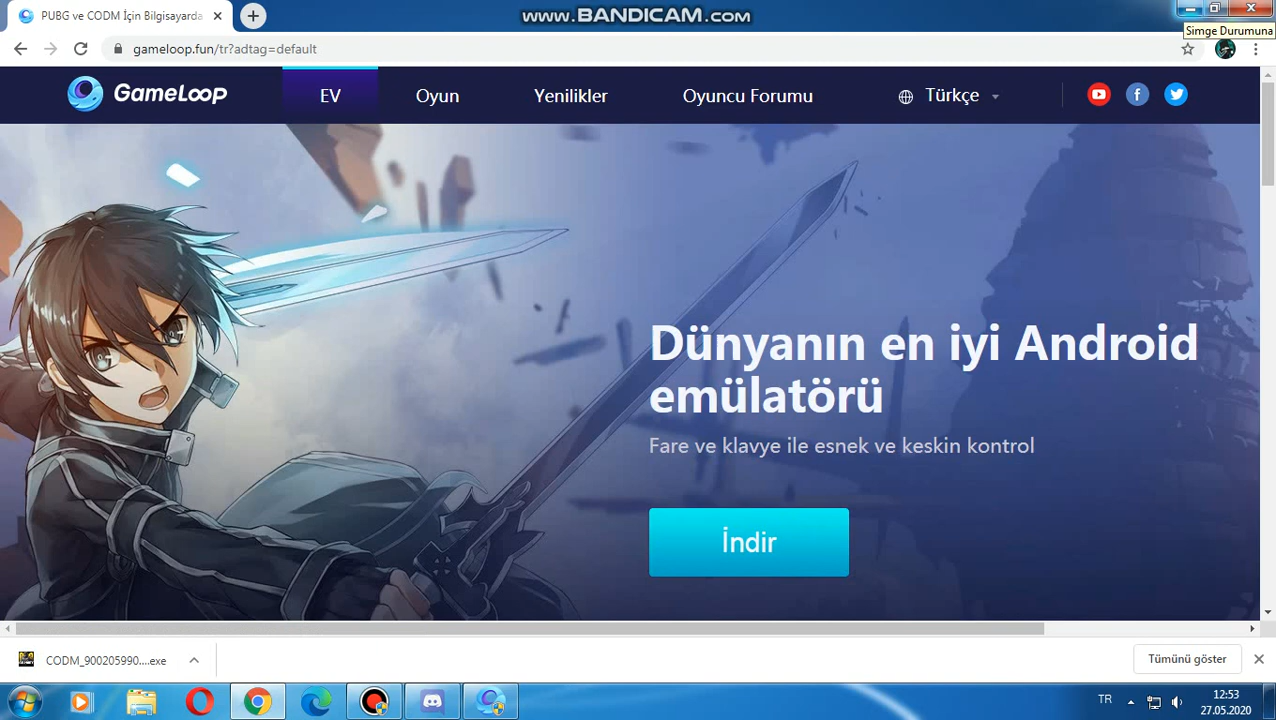 www.BANDICAM.com
PUBG ve CODM İçin Bilgisayarda
Simge Durumuna
gameloop.fun/tr?adtag=default
GameLoop
EV
Oyun
Yenilikler
Oyuncu Forumu
Türkçe
Dünyanın en iyi Android
emülatörü
Fare ve klavye ile esnek ve keskin kontrol
İndir
CODM_900205990....exe
Tümünü göster
TR
12:53
27.05.2020